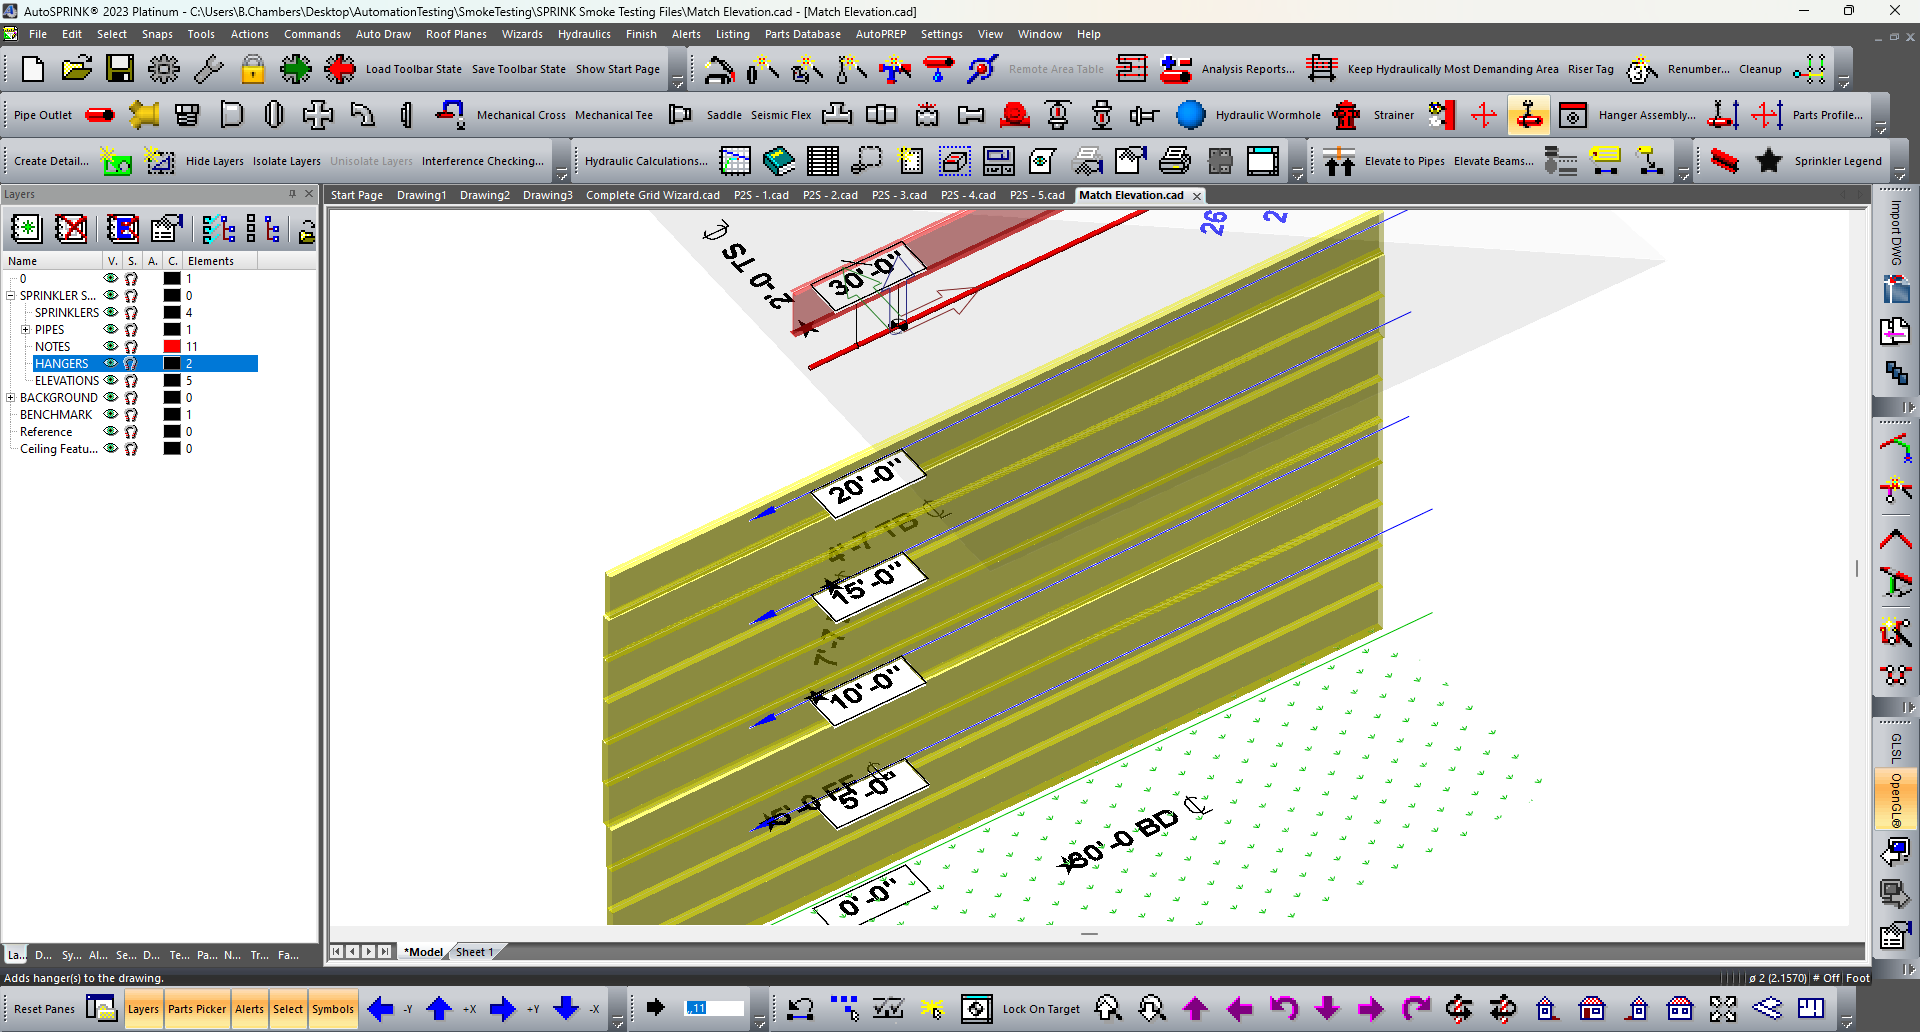 AutoSPRINK® 2023 Platinum - C:\Users\B.Chambers\Desktop\AutomationTesting\SmokeTesting\SPRINK Smoke Testing Files\Match Elevation.cad - [Match Elevation.cad]
File Edit Select Snaps Tools Actions Commands Auto Draw Roof Planes Wizards Hydraulics Finish Alerts Listing Parts Database AutoPREP Settings View Window Help
Load Toolbar State Save Toolbar State Show Start Page Remote Area Table Analysis Reports... Keep Hydraulically Most Demanding Area Riser Tag Renumber... Cleanup
Pipe Outlet Mechanical Cross Mechanical Tee Saddle Seismic Flex Hydraulic Wormhole Strainer Hanger Assembly... Parts Profile...
Create Detail... Hide Layers Isolate Layers Unisolate Layers Interference Checking... Hydraulic Calculations... Elevate to Pipes Elevate Beams... Sprinkler Legend
Layers
Start Page Drawing1 Drawing2 Drawing3 Complete Grid Wizard.cad P2S - 1.cad P2S - 2.cad P2S - 3.cad P2S - 4.cad P2S - 5.cad Match Elevation.cad
Name V. S. A. C. Elements
0 1
SPRINKLER S... 0
SPRINKLERS 4
PIPES 1
NOTES 11
HANGERS 2
ELEVATIONS 5
BACKGROUND 0
BENCHMARK 1
Reference 0
Ceiling Featu... 0
26
2
2'-0 TS
30'-0"
20'-0"
4'-7 TB
15'-0"
10'-0"
5'-0 FF
5'-0"
0'-0"
80'-0 BD
Import DWG
GLSL
OpenGL®
La... D... Sy... Al... Se... D... Te... Pa... N... Tr... Fa...
*Model Sheet 1
Adds hanger(s) to the drawing.
ø 2 (2.1570) # Off Foot
Reset Panes Layers Parts Picker Alerts Select Symbols -Y +X +Y -X ,,11 Lock On Target